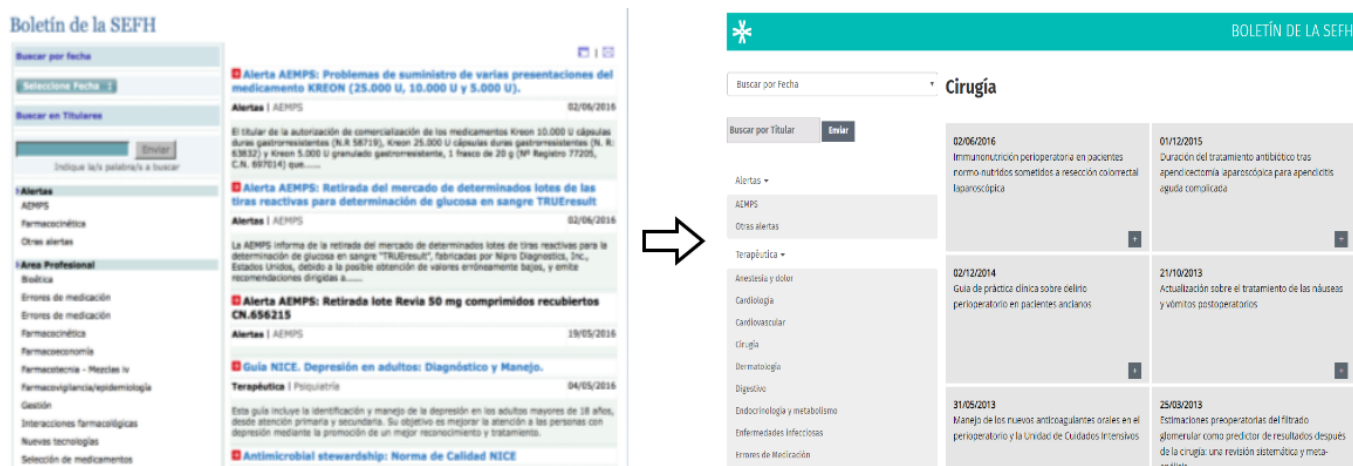 Boletín de la SEFH
Buscar por fecha
Seleccione Fecha
Buscar en Titulares
Enviar
Indique la/s palabra/s a buscar
Alertas
AEMPS
Farmacocinética
Otras alertas
Area Profesional
Bioética
Errores de medicación
Errores de medicación
Farmacocinética
Farmacoeconomía
Farmacotecnia - Mezclas iv
Farmacovigilancia/epidemiología
Gestión
Interacciones farmacológicas
Nuevas tecnologías
Selección de medicamentos
Alerta AEMPS: Problemas de suministro de varias presentaciones del
medicamento KREON (25.000 U, 10.000 U y 5.000 U).
Alertas | AEMPS 02/06/2016
El titular de la autorización de comercialización de los medicamentos Kreon 10.000 U cápsulas
duras gastrorresistentes (N.R 58719), Kreon 25.000 U cápsulas duras gastrorresistentes (N. R:
63832) y Kreon 5.000 U granulado gastrorresistente, 1 frasco de 20 g (Nº Registro 77205,
C.N. 697014) que......
Alerta AEMPS: Retirada del mercado de determinados lotes de las
tiras reactivas para determinación de glucosa en sangre TRUEresult
Alertas | AEMPS 02/06/2016
La AEMPS informa de la retirada del mercado de determinados lotes de tiras reactivas para la
determinación de glucosa en sangre "TRUEresult", fabricadas por Nipro Diagnostics, Inc.,
Estados Unidos, debido a la posible obtención de valores erróneamente bajos, y emite
recomendaciones dirigidas a......
Alerta AEMPS: Retirada lote Revia 50 mg comprimidos recubiertos
CN.656215
Alertas | AEMPS 19/05/2016
Guía NICE. Depresión en adultos: Diagnóstico y Manejo.
Terapéutica | Psiquiatría 04/05/2016
Esta guía incluye la identificación y manejo de la depresión en los adultos mayores de 18 años,
desde atención primaria y secundaria. Su objetivo es mejorar la atención a las personas con
depresión mediante la promoción de un mejor reconocimiento y tratamiento.
Antimicrobial stewardship: Norma de Calidad NICE
BOLETÍN DE LA SEFH
Buscar por Fecha
Buscar por Titular Enviar
Alertas
AEMPS
Otras alertas
Terapéutica
Anestesia y dolor
Cardiología
Cardiovascular
Cirugía
Dermatología
Digestivo
Endocrinología y metabolismo
Enfermedades Infecciosas
Errores de Medicación
Cirugía
02/06/2016
Immunonutrición perioperatoria en pacientes
normo-nutridos sometidos a resección colorrectal
laparoscópica
+
01/12/2015
Duración del tratamiento antibiótico tras
apendicectomía laparoscópica para apendicitis
aguda complicada
+
02/12/2014
Guía de práctica clínica sobre delirio
perioperatorio en pacientes ancianos
+
21/10/2013
Actualización sobre el tratamiento de las náuseas
y vómitos postoperatorios
+
31/05/2013
Manejo de los nuevos anticoagulantes orales en el
perioperatorio y la Unidad de Cuidados Intensivos
25/03/2013
Estimaciones preoperatorias del filtrado
glomerular como predictor de resultados después
de la cirugía: una revisión sistemática y meta-
análisis